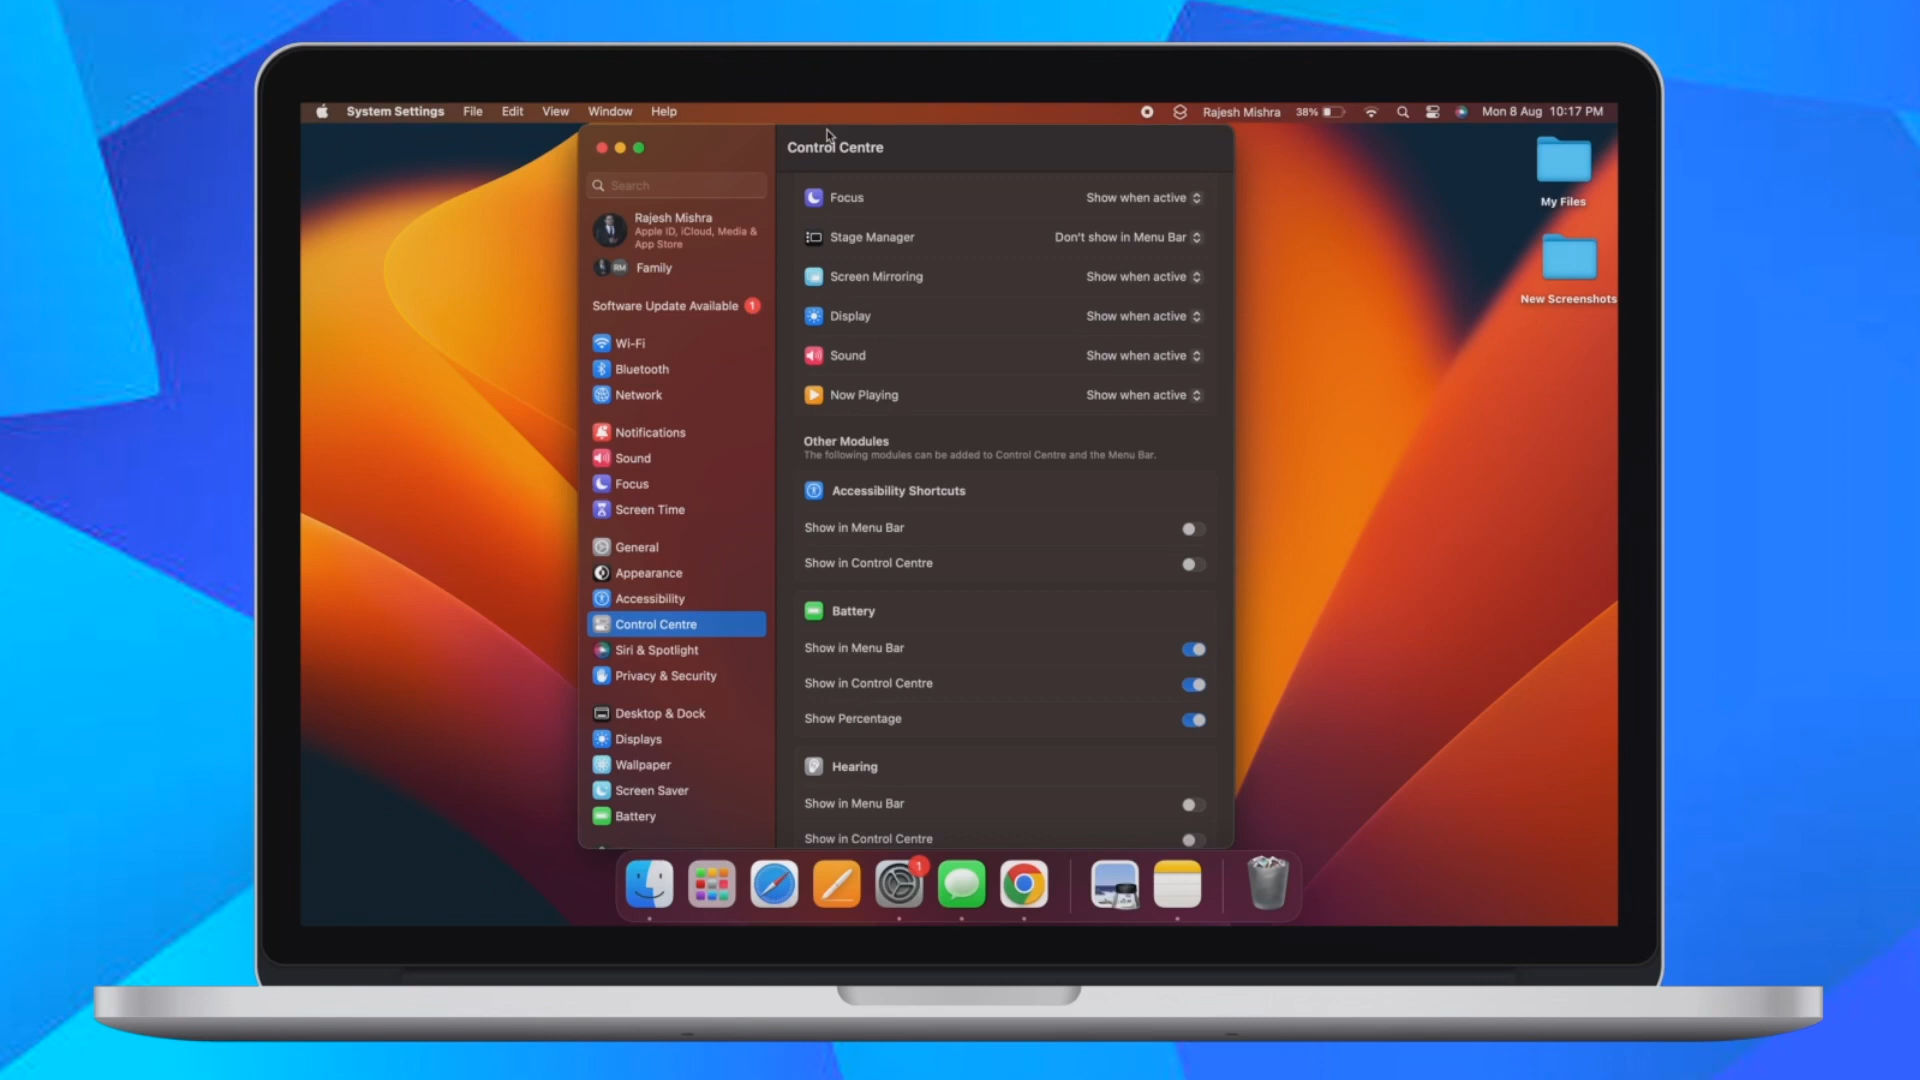 System Settings File Edit View Window Help Rajesh Mishra 38% Mon 8 Aug 10:17 PM
Control Centre
Search
Rajesh Mishra
Apple ID, iCloud, Media &
App Store
RM Family
Software Update Available 1
Wi-Fi
Bluetooth
Network
Notifications
Sound
Focus
Screen Time
General
Appearance
Accessibility
Control Centre
Siri & Spotlight
Privacy & Security
Desktop & Dock
Displays
Wallpaper
Screen Saver
Battery
Focus Show when active
Stage Manager Don't show in Menu Bar
Screen Mirroring Show when active
Display Show when active
Sound Show when active
Now Playing Show when active
Other Modules
The following modules can be added to Control Centre and the Menu Bar.
Accessibility Shortcuts
Show in Menu Bar
Show in Control Centre
Battery
Show in Menu Bar
Show in Control Centre
Show Percentage
Hearing
Show in Menu Bar
Show in Control Centre
My Files
New Screenshots
1